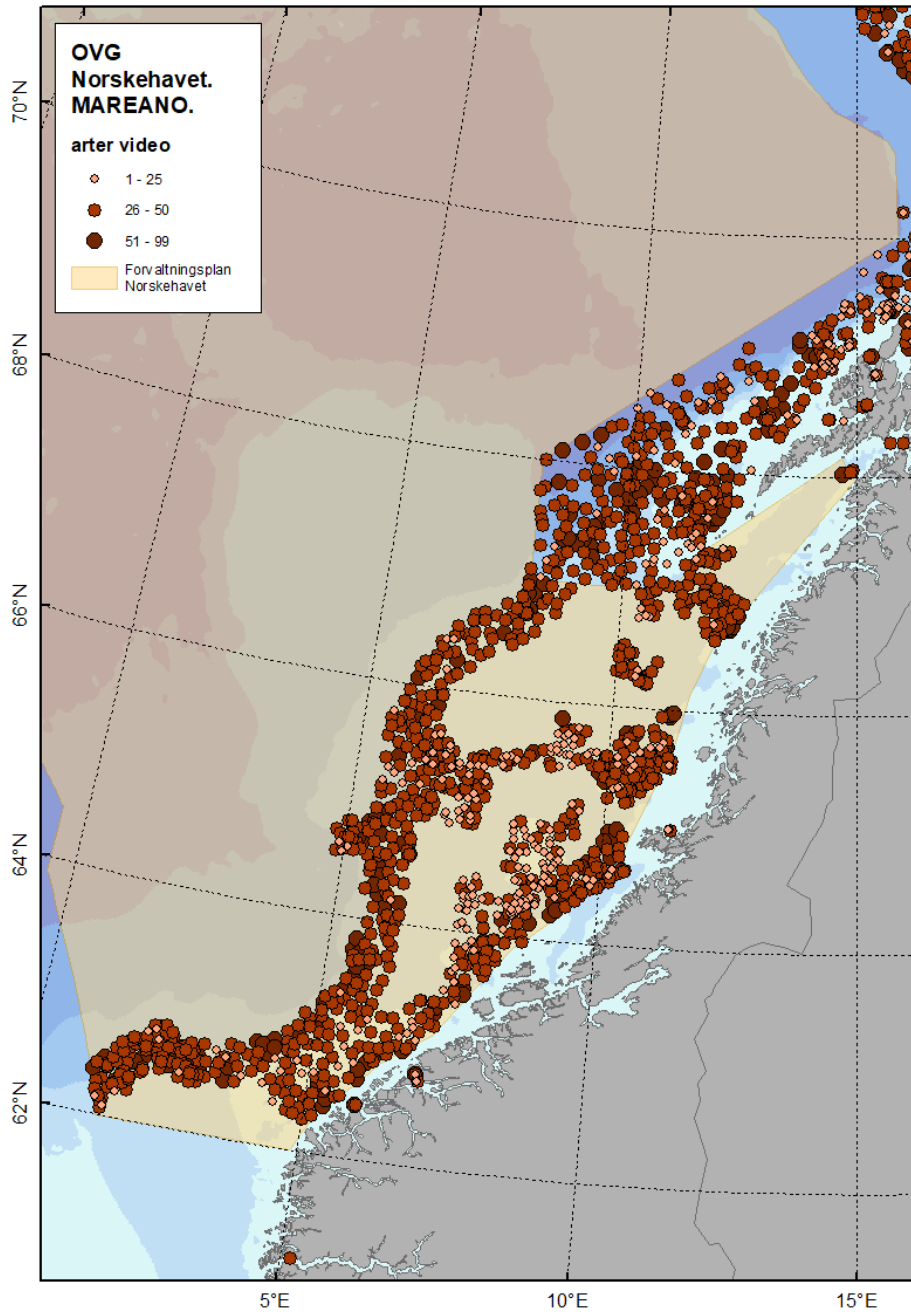 OVG
Norskehavet.
MAREANO.
arter video
1 - 25
26 - 50
51 - 99
Forvaltningsplan
Norskehavet
70°N
68°N
66°N
64°N
62°N
5°E
10°E
15°E